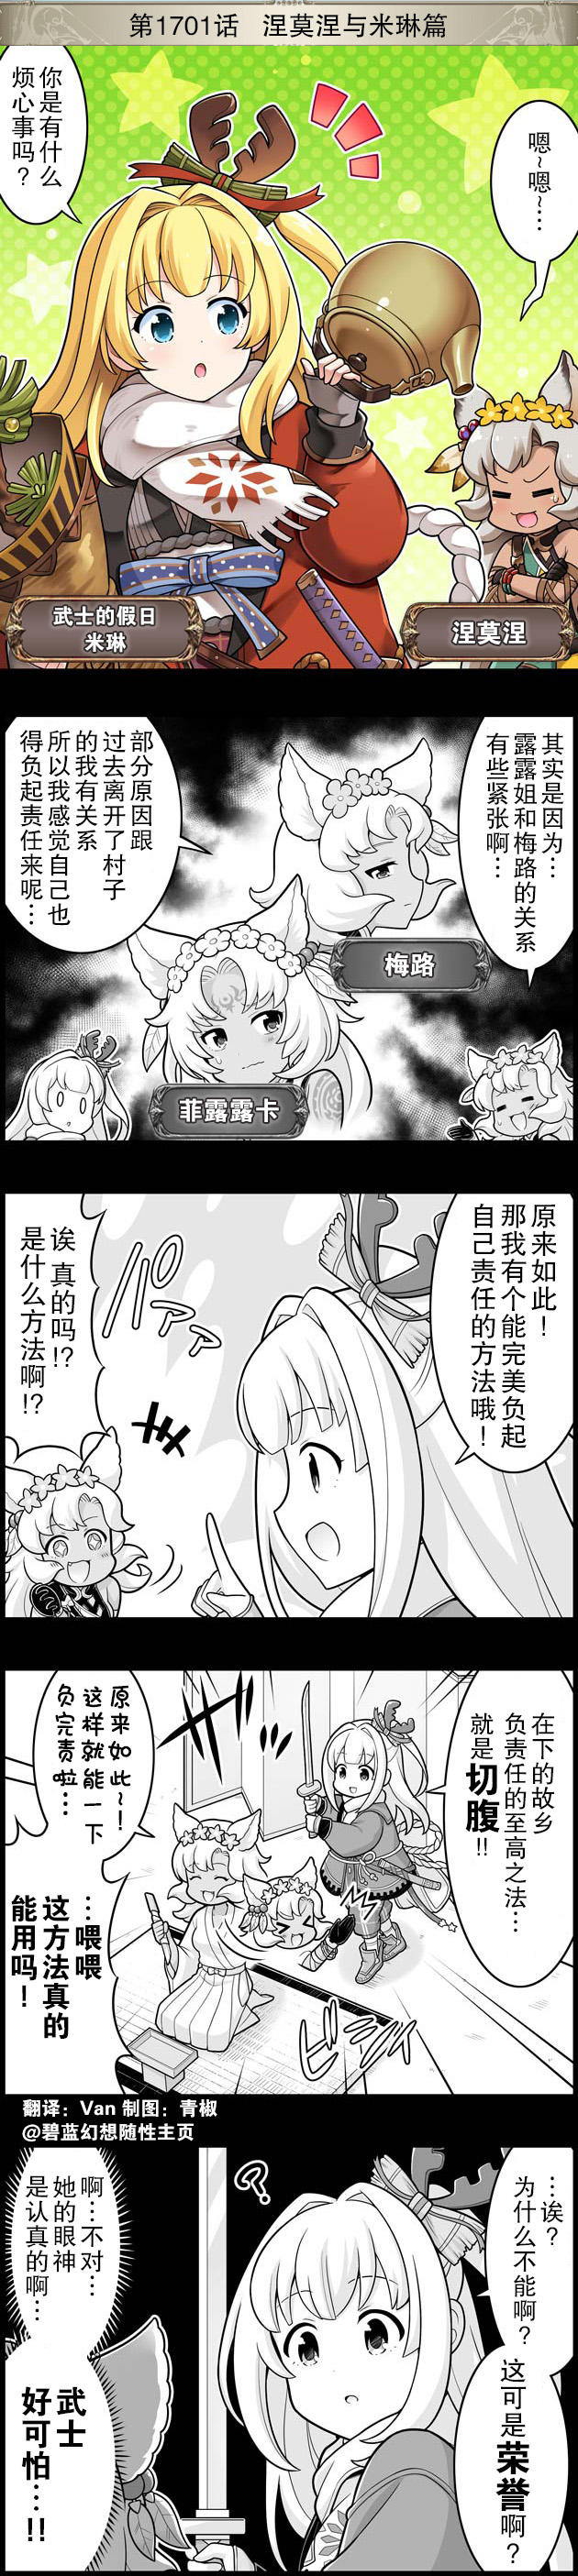 第1701话 涅莫涅与米琳篇
嗯~嗯~…
你是有什么
烦心事吗？
武士的假日
米琳
涅莫涅
其实是因为…
露露姐和梅路的关系
有些紧张啊…
部分原因跟
过去离开了村子
的我有关系
所以我感觉自己也
得负起责任来呢…
梅路
菲露露卡
原来如此！
那我有个能完美负起
自己责任的方法哦！
パアァァ
诶 真的吗!?
是什么方法啊!?
在下的故乡
负责任的至高之法…
就是切腹!!
原来如此~！
这样就能一下
负完责啦…
…喂喂
这方法真的
能用吗！
ビシッ
翻译：Van 制图：青椒
@碧蓝幻想随性主页
…诶？
为什么不能啊？
这可是荣誉啊？
?
啊…不对…
她的眼神
是认真的啊…
武士
好可怕…!!